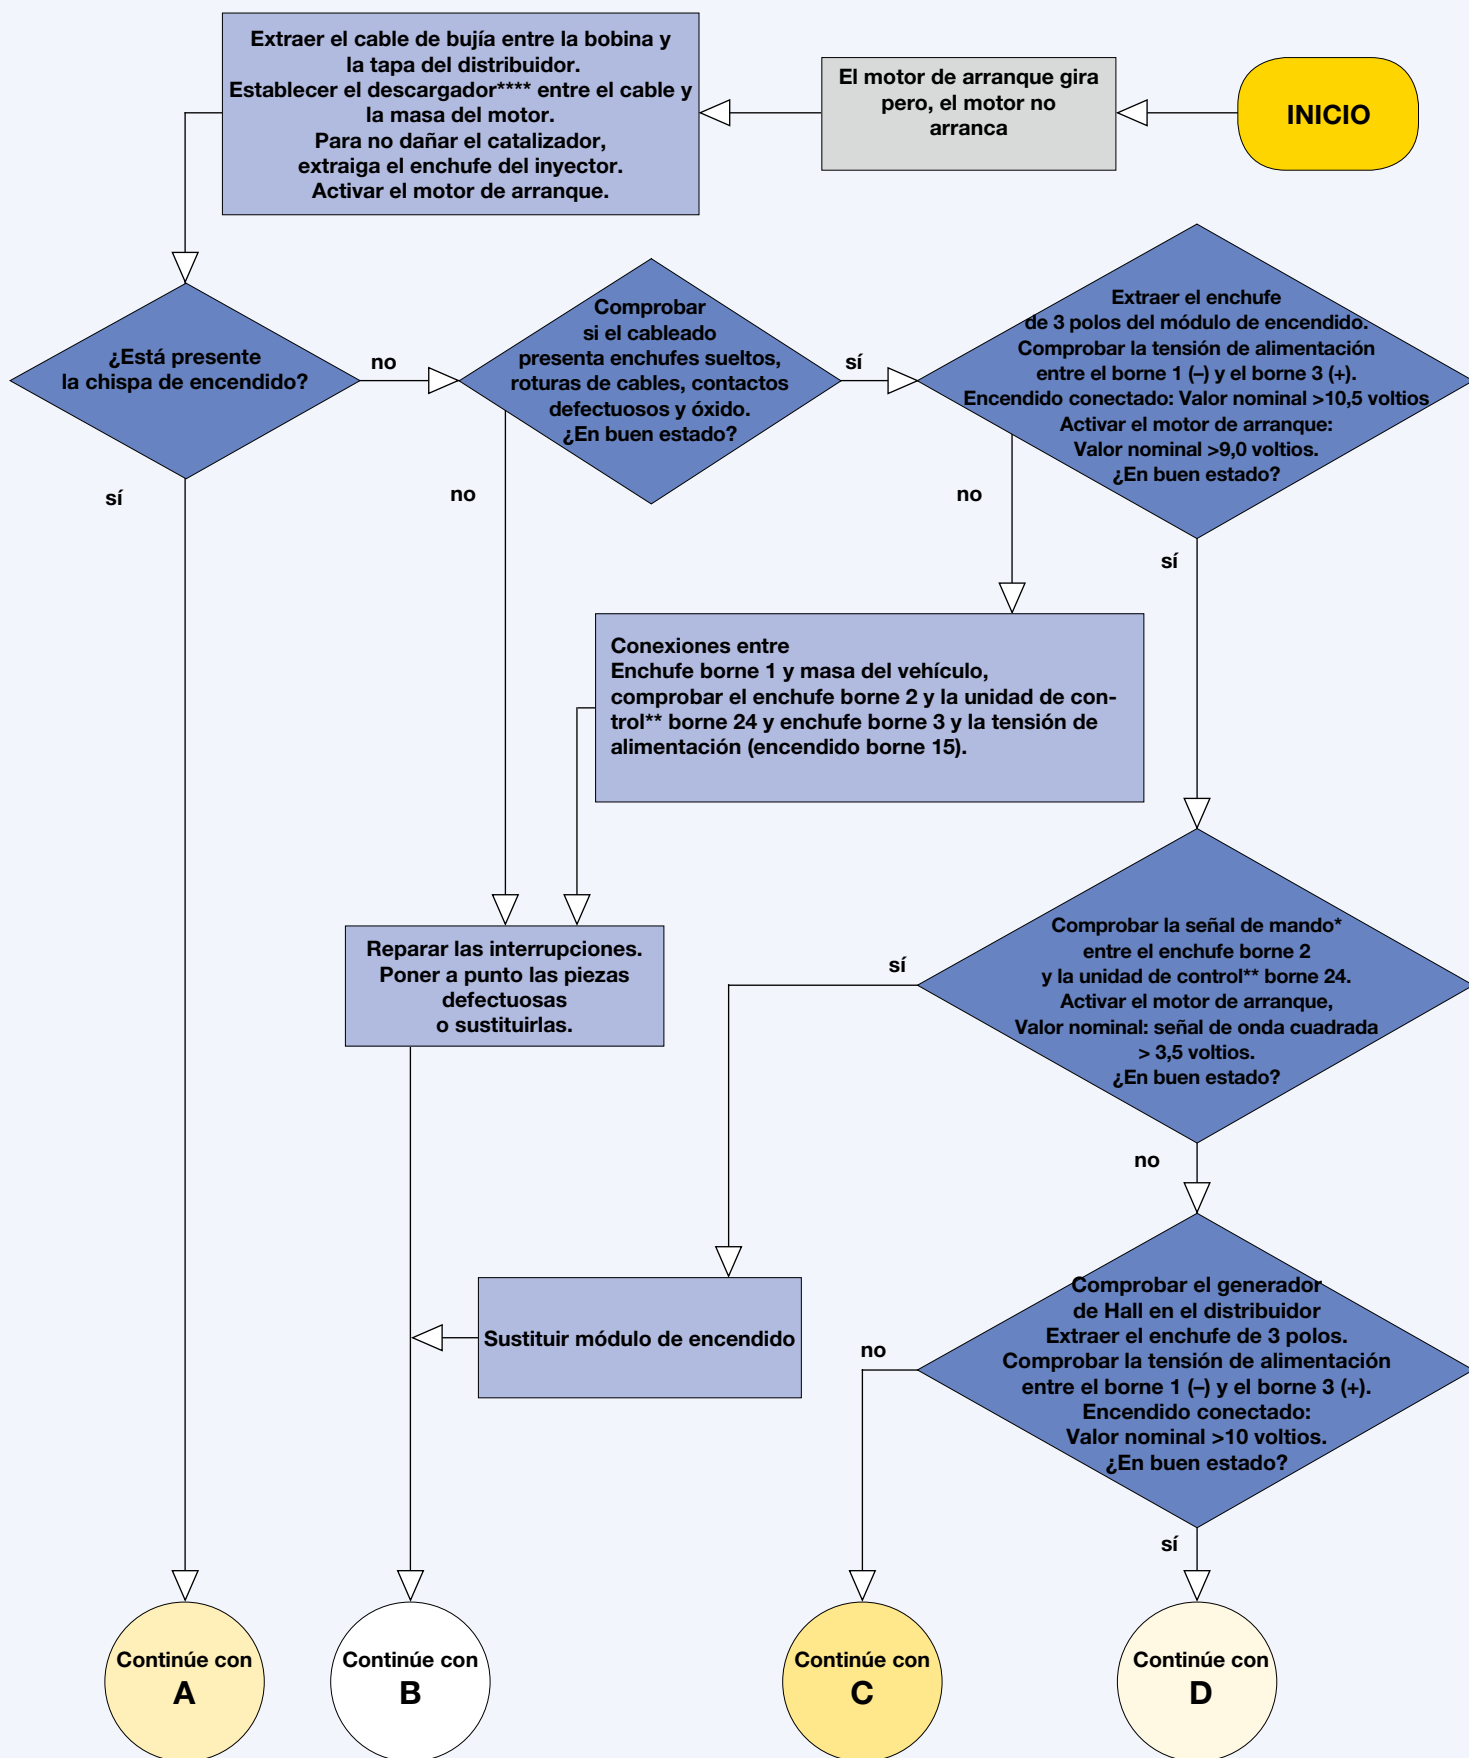 Extraer el cable de bujía entre la bobina y
la tapa del distribuidor.
Establecer el descargador**** entre el cable y
la masa del motor.
Para no dañar el catalizador,
extraiga el enchufe del inyector.
Activar el motor de arranque.
El motor de arranque gira
pero, el motor no
arranca
INICIO
¿Está presente
la chispa de encendido?
no
Comprobar
si el cableado
presenta enchufes sueltos,
roturas de cables, contactos
defectuosos y óxido.
¿En buen estado?
sí
Extraer el enchufe
de 3 polos del módulo de encendido.
Comprobar la tensión de alimentación
entre el borne 1 (–) y el borne 3 (+).
Encendido conectado: Valor nominal >10,5 voltios
Activar el motor de arranque:
Valor nominal >9,0 voltios.
¿En buen estado?
sí
no
no
sí
Conexiones entre
Enchufe borne 1 y masa del vehículo,
comprobar el enchufe borne 2 y la unidad de con-
trol** borne 24 y enchufe borne 3 y la tensión de
alimentación (encendido borne 15).
Reparar las interrupciones.
Poner a punto las piezas
defectuosas
o sustituirlas.
sí
Comprobar la señal de mando*
entre el enchufe borne 2
y la unidad de control** borne 24.
Activar el motor de arranque,
Valor nominal: señal de onda cuadrada
> 3,5 voltios.
¿En buen estado?
no
Sustituir módulo de encendido
no
Comprobar el generador
de Hall en el distribuidor
Extraer el enchufe de 3 polos.
Comprobar la tensión de alimentación
entre el borne 1 (–) y el borne 3 (+).
Encendido conectado:
Valor nominal >10 voltios.
¿En buen estado?
sí
Continúe con
A
Continúe con
B
Continúe con
C
Continúe con
D